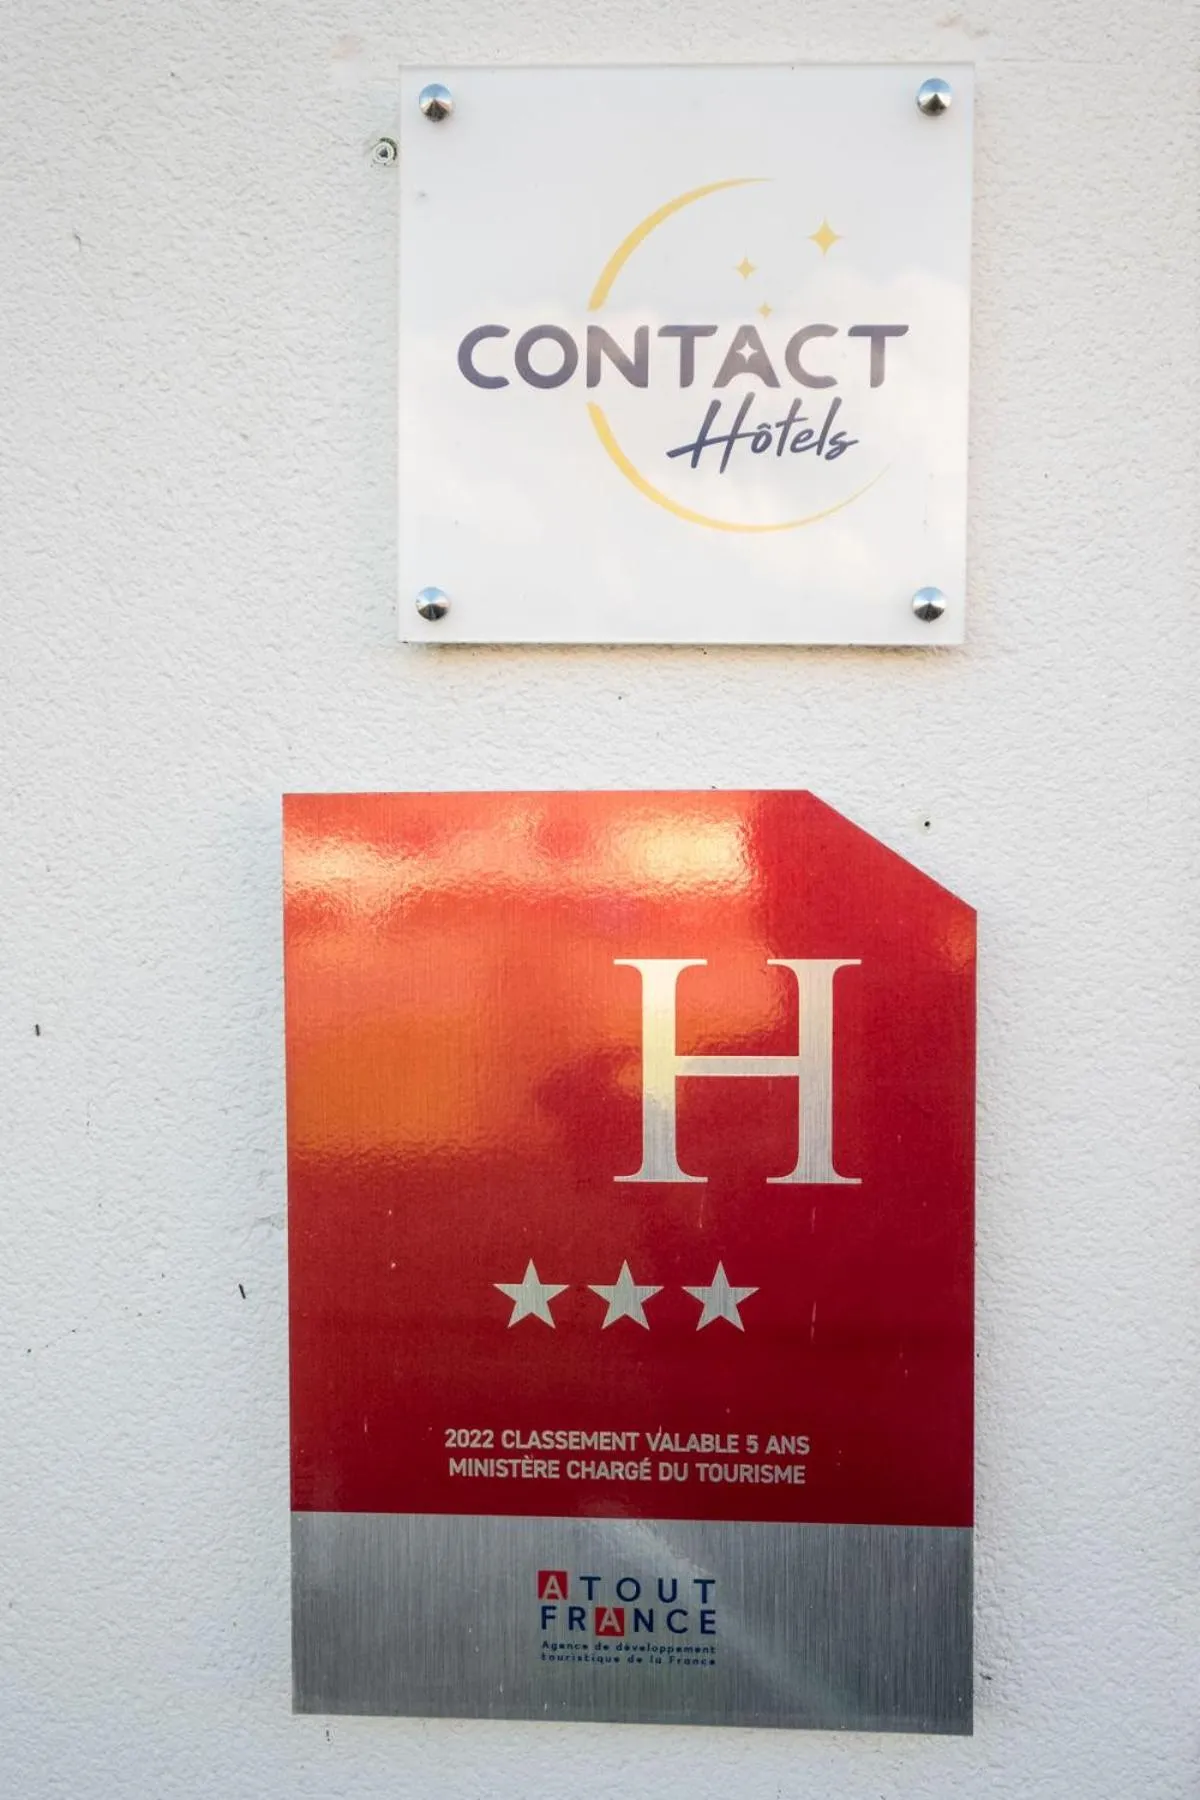 CONTACT
Hôtels
H
2022 CLASSEMENT VALABLE 5 ANS
MINISTÈRE CHARGÉ DU TOURISME
ATOUT
FRANCE
Agence de développement
touristique de la France